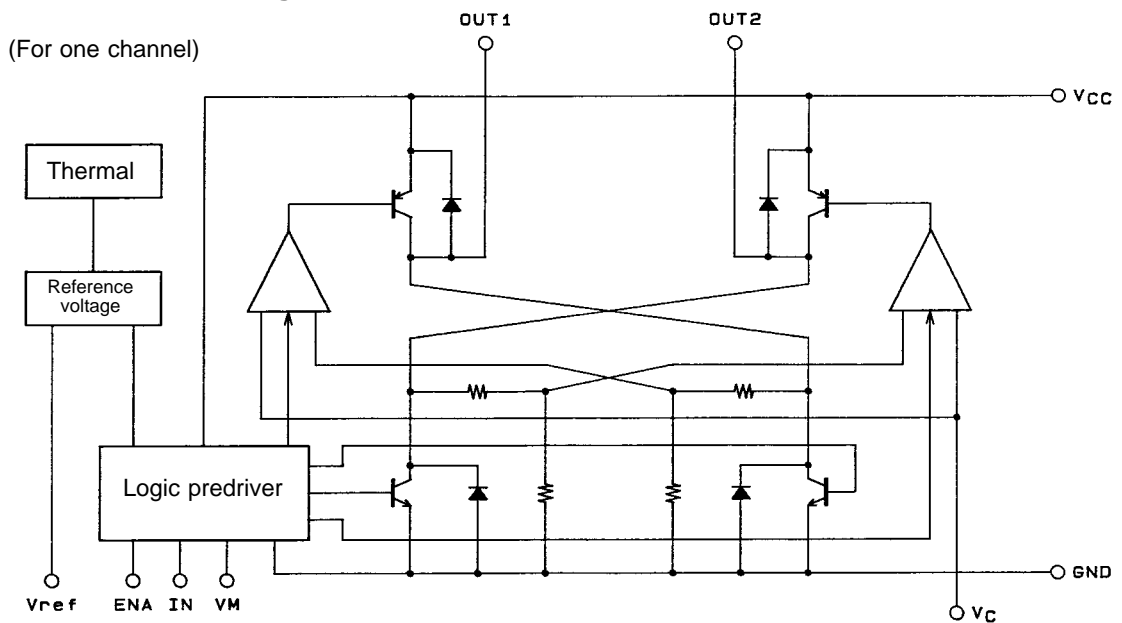 OUT1
OUT2
(For one channel)
VCC
Thermal
Reference
voltage
Logic predriver
GND
Vref
ENA
IN
VM
VC